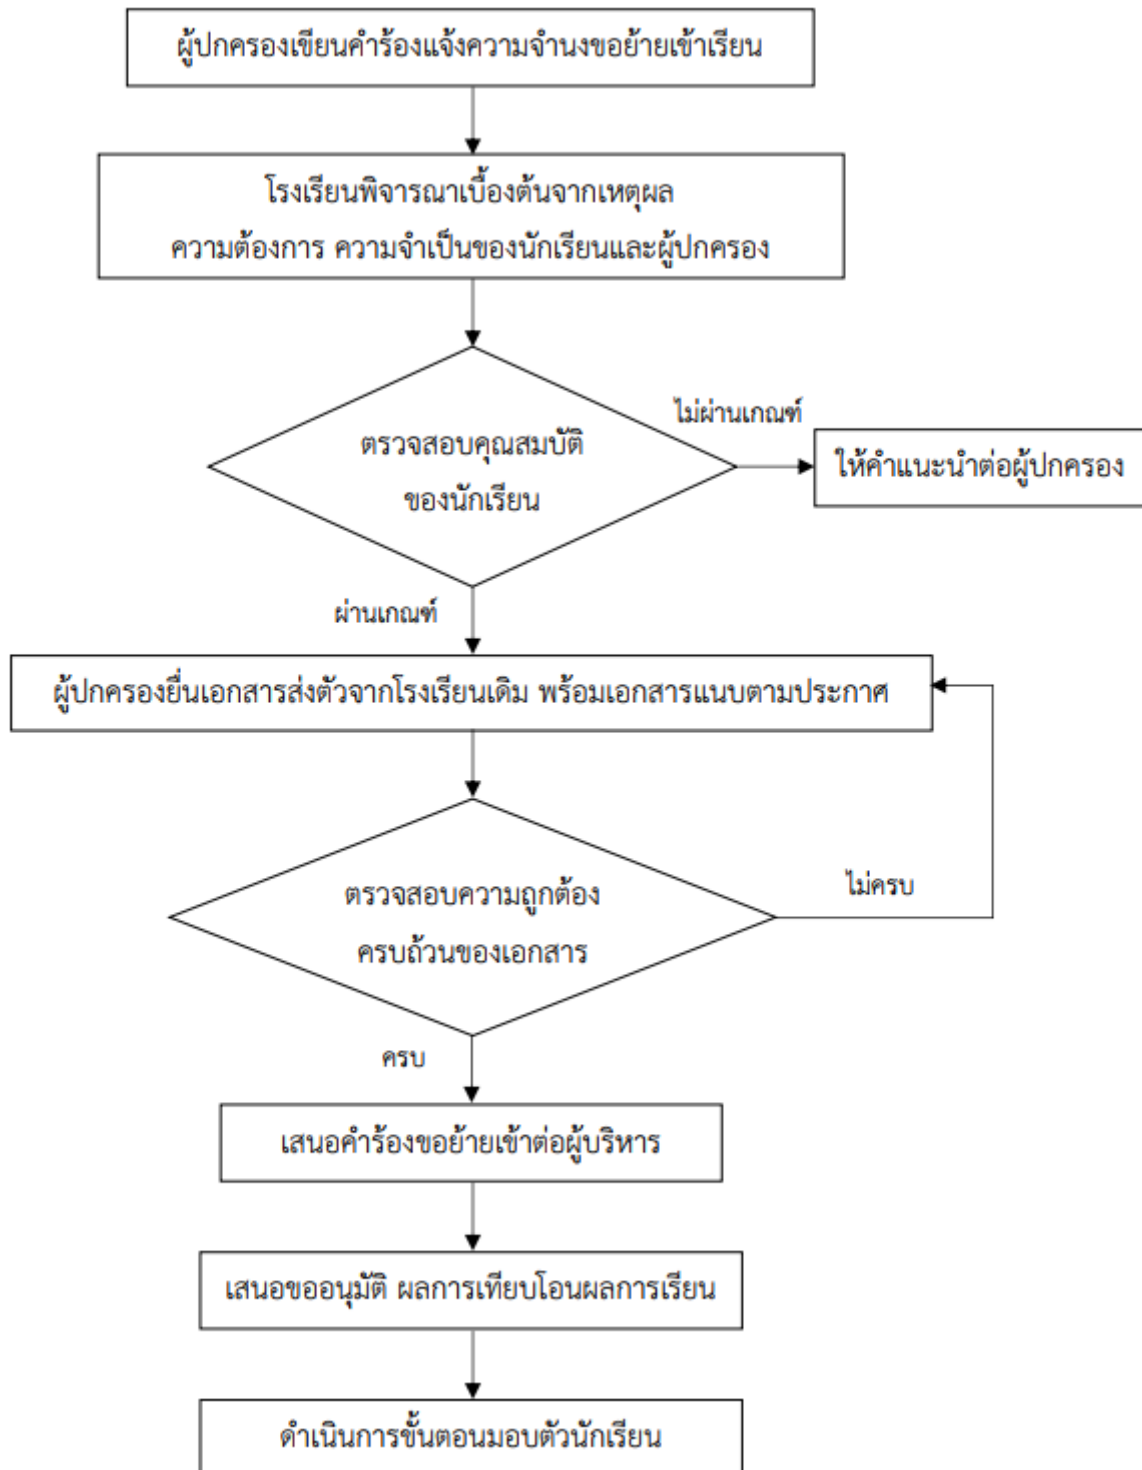 ผู้ปกครองเขียนคำร้องแจ้งความจำนงขอย้ายเข้าเรียน
โรงเรียนพิจารณาเบื้องต้นจากเหตุผล
ความต้องการ ความจำเป็นของนักเรียนและผู้ปกครอง
ตรวจสอบคุณสมบัติ
ของนักเรียน
ไม่ผ่านเกณฑ์
ให้คำแนะนำต่อผู้ปกครอง
ผ่านเกณฑ์
ผู้ปกครองยื่นเอกสารส่งตัวจากโรงเรียนเดิม พร้อมเอกสารแนบตามประกาศ
ตรวจสอบความถูกต้อง
ครบถ้วนของเอกสาร
ไม่ครบ
ครบ
เสนอคำร้องขอย้ายเข้าต่อผู้บริหาร
เสนอขออนุมัติ ผลการเทียบโอนผลการเรียน
ดำเนินการขั้นตอนมอบตัวนักเรียน